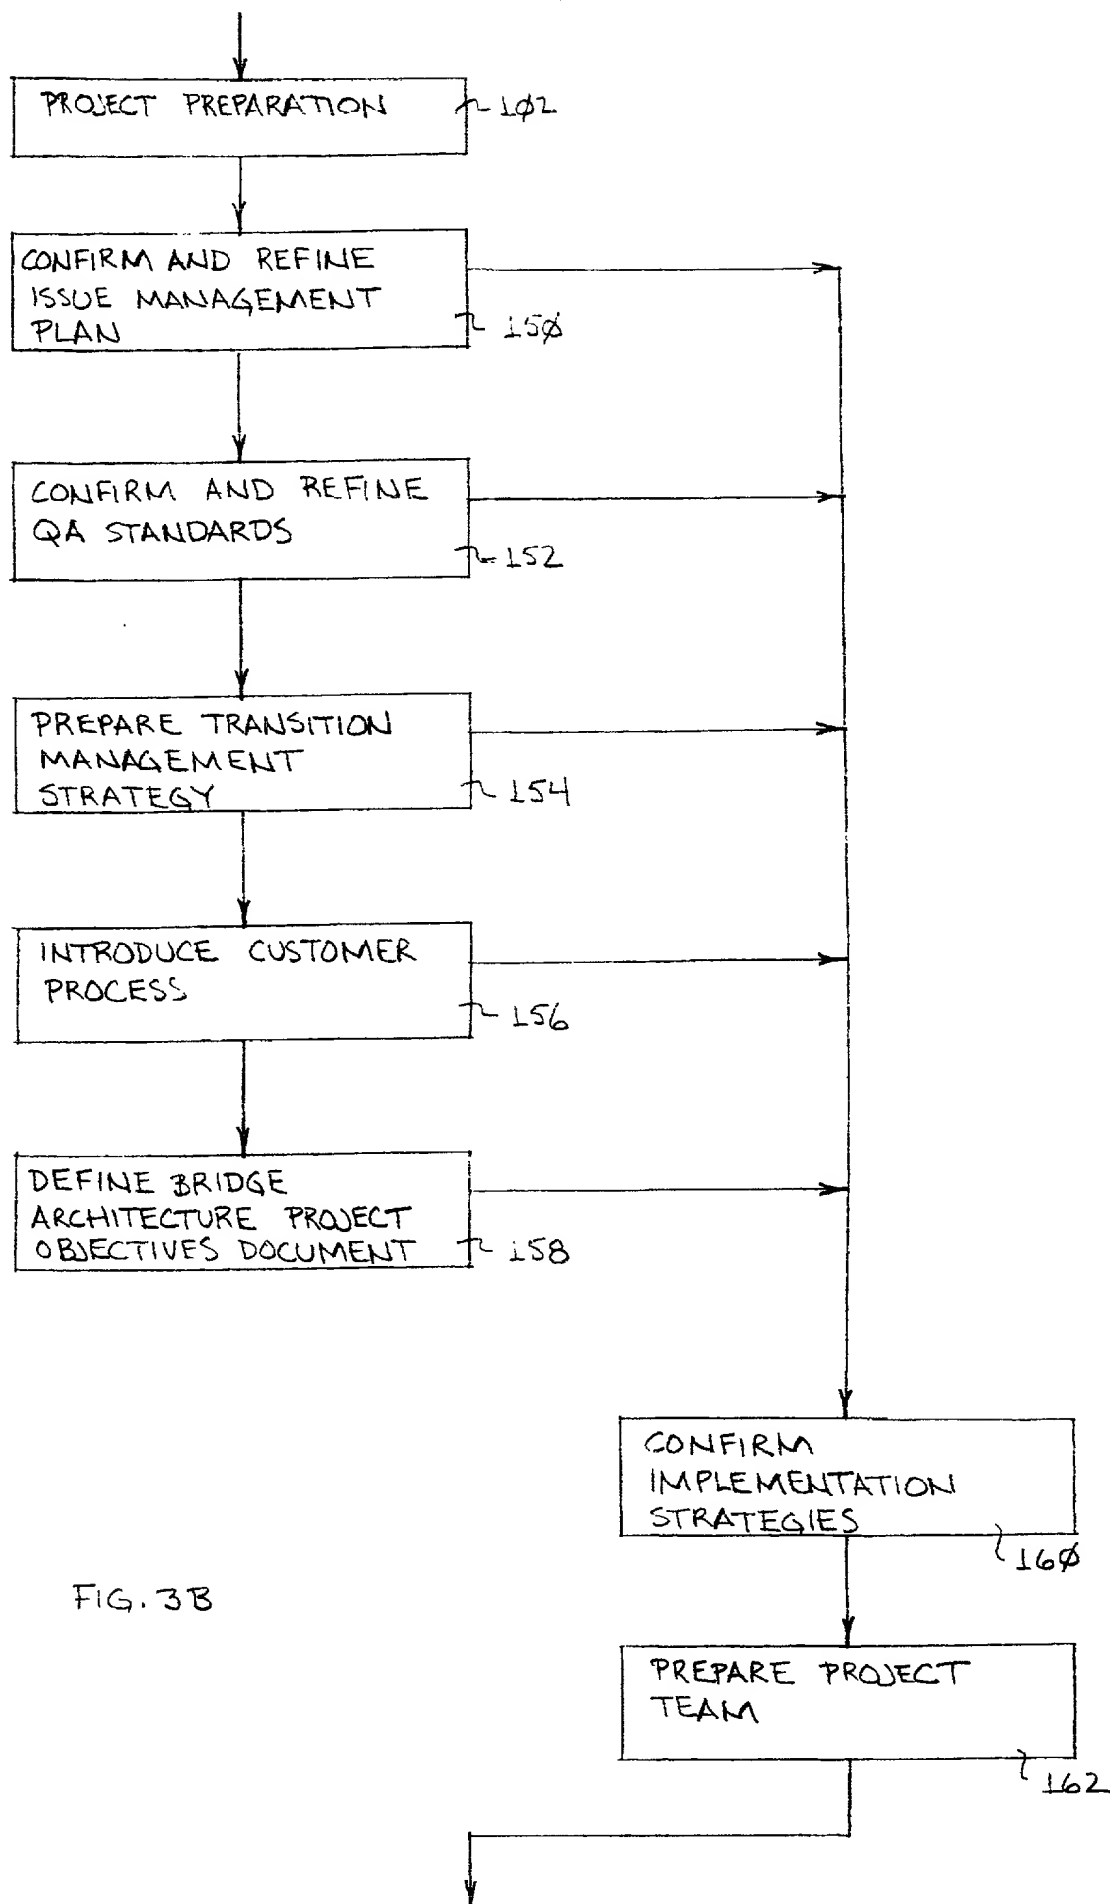 PROJECT PREPARATION
102
CONFIRM AND REFINE
ISSUE MANAGEMENT
PLAN
150
CONFIRM AND REFINE
QA STANDARDS
152
PREPARE TRANSITION
MANAGEMENT
STRATEGY
154
INTRODUCE CUSTOMER
PROCESS
156
DEFINE BRIDGE
ARCHITECTURE PROJECT
OBJECTIVES DOCUMENT
158
CONFIRM
IMPLEMENTATION
STRATEGIES
160
FIG. 3B
PREPARE PROJECT
TEAM
162